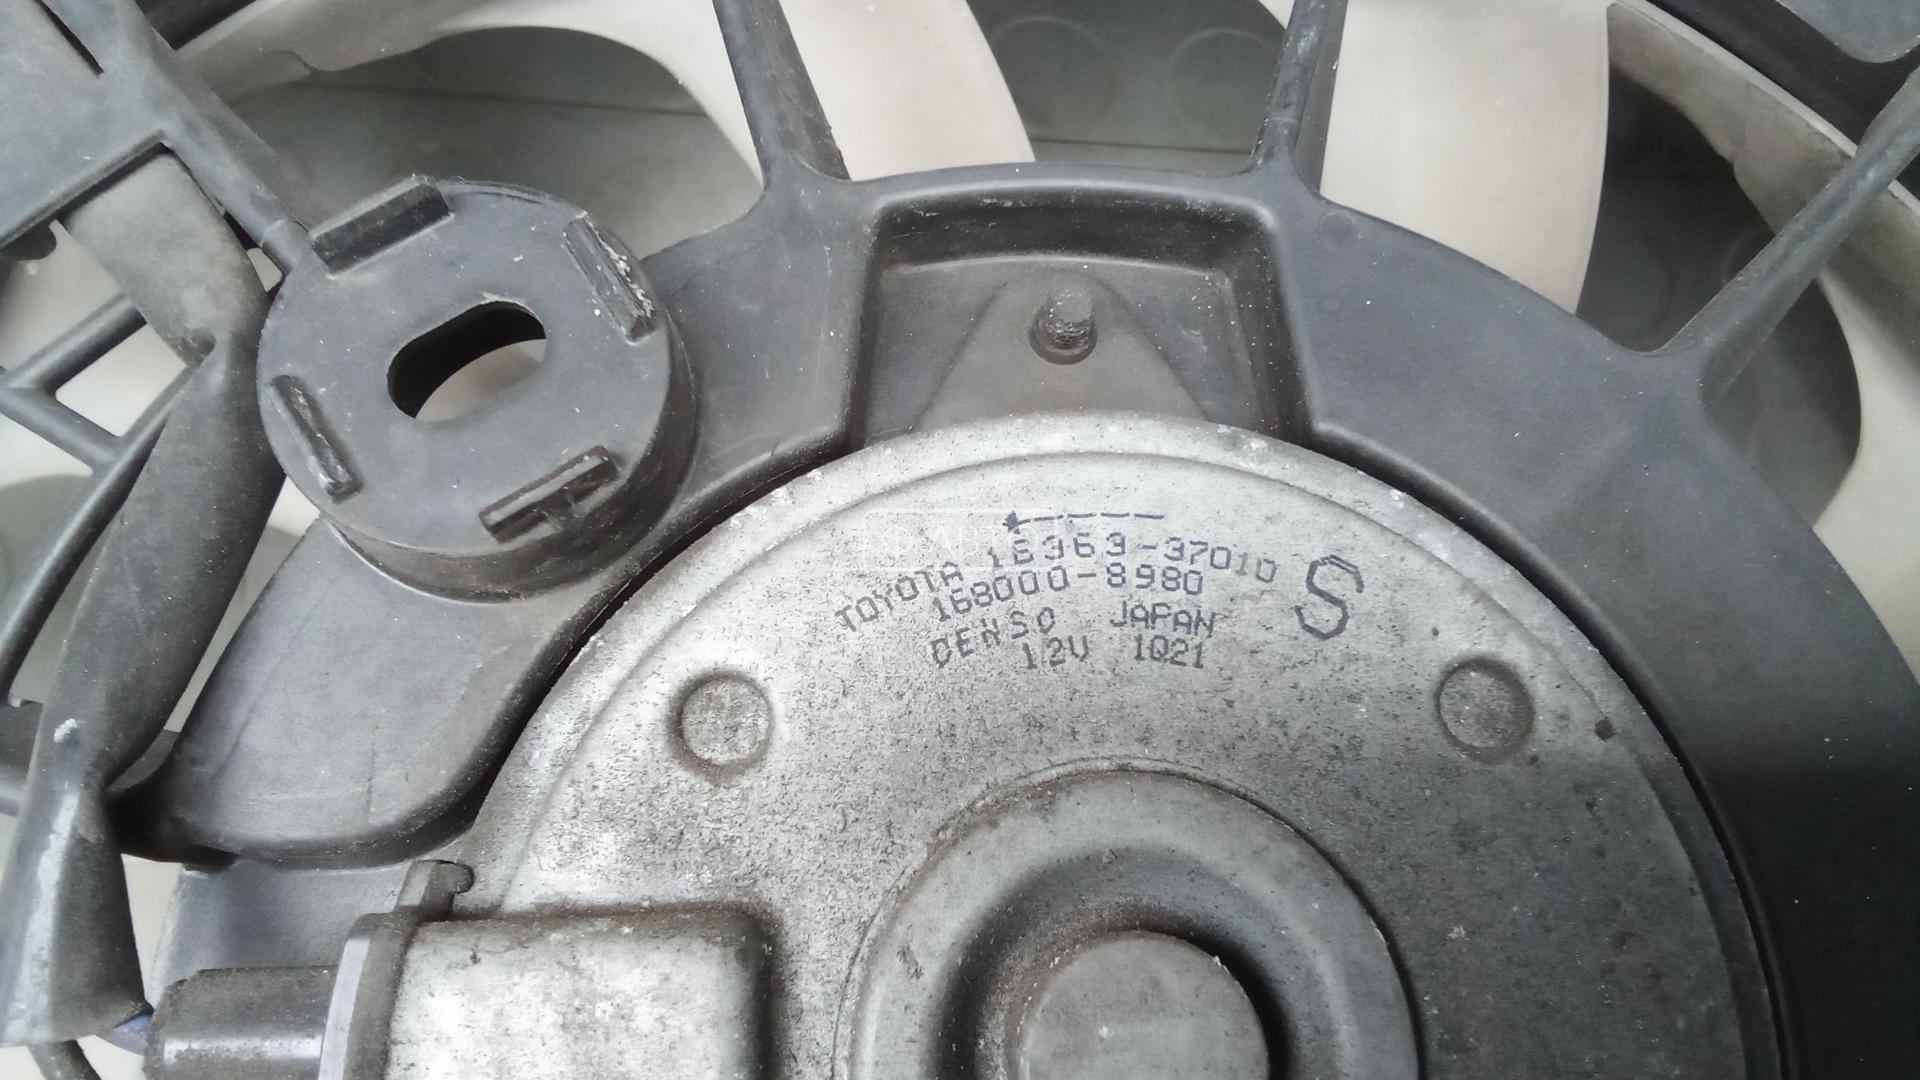 TOYOTA 16363-37010 S
168000-8980
DENSO JAPAN
12V 1Q21